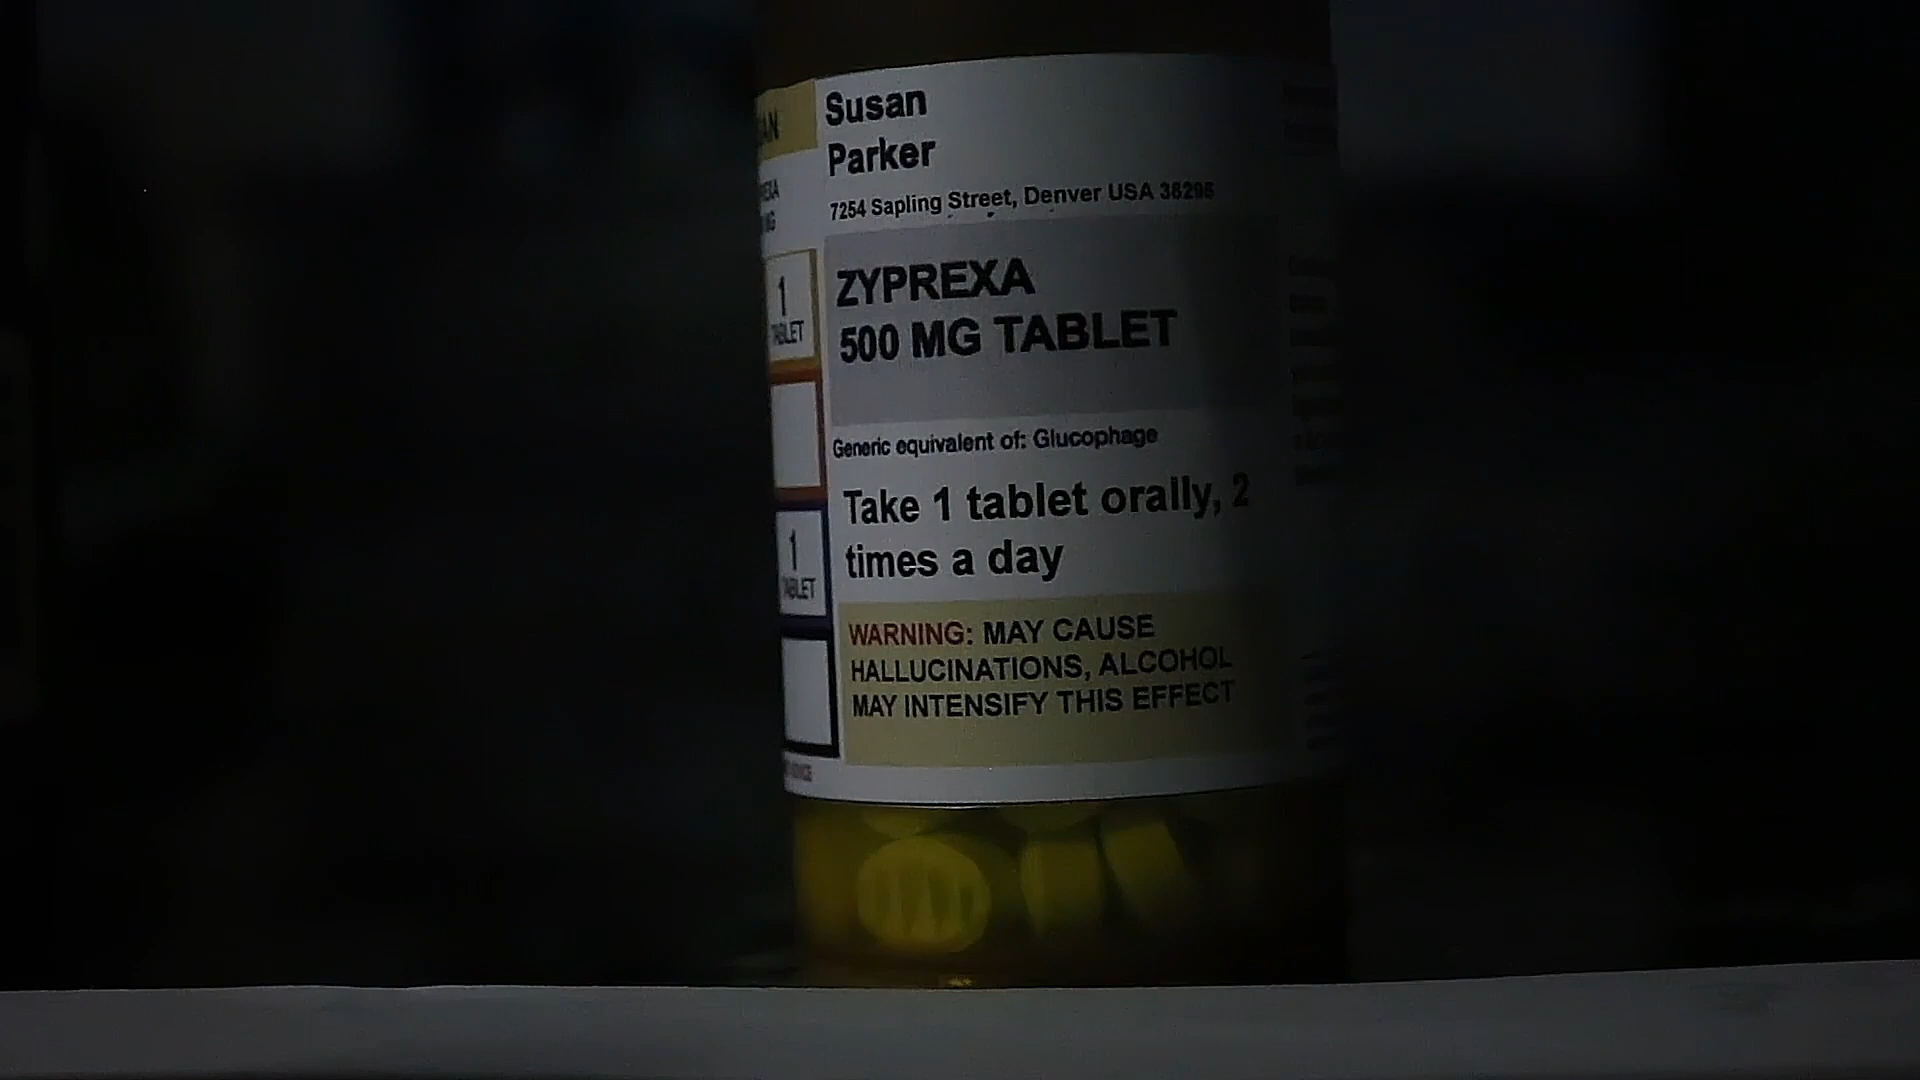 Susan
Parker
7254 Sapling Street, Denver USA 38295
ZYPREXA
500 MG TABLET
Generic equivalent of: Glucophage
Take 1 tablet orally, 2
times a day
WARNING: MAY CAUSE
HALLUCINATIONS, ALCOHOL
MAY INTENSIFY THIS EFFECT
1
TABLET
1
TABLET